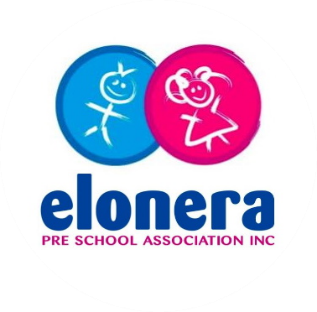 elonera
PRE SCHOOL ASSOCIATION INC